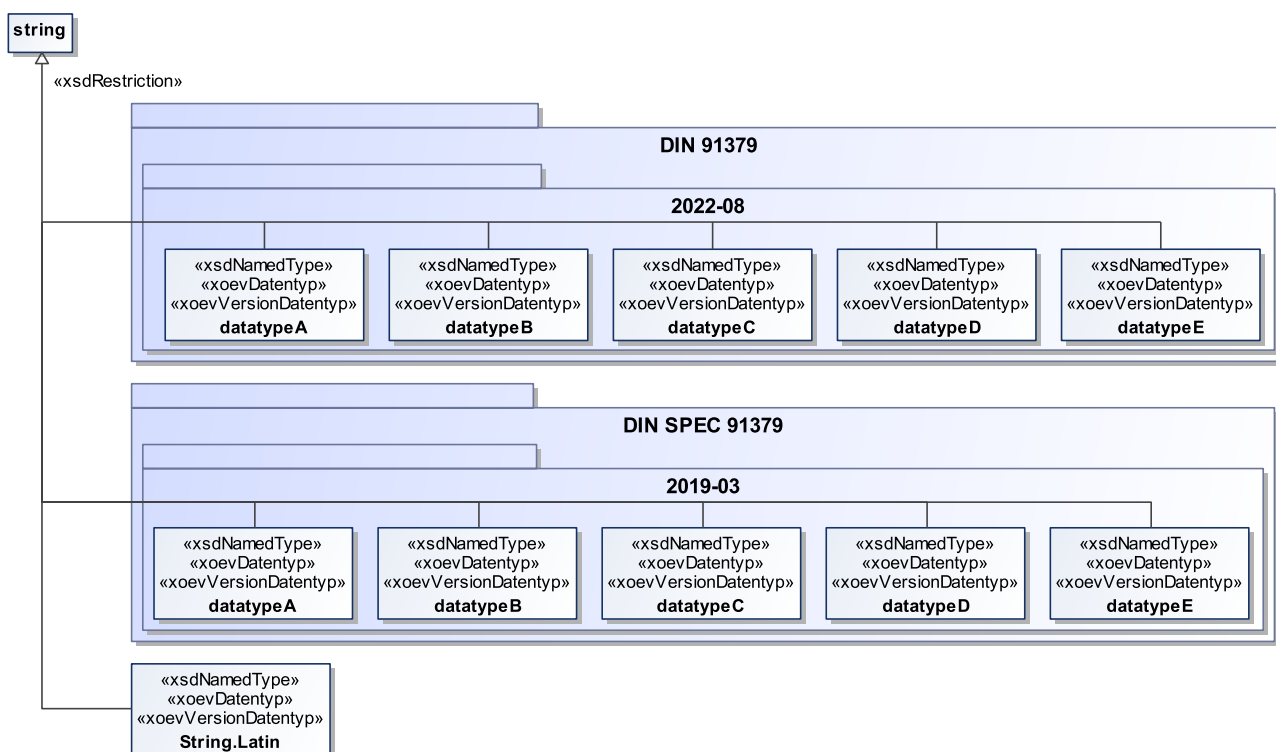 string
«xsdRestriction»
DIN 91379
2022-08
«xsdNamedType»
«xoevDatentyp»
«xoevVersionDatentyp»
datatypeA
«xsdNamedType»
«xoevDatentyp»
«xoevVersionDatentyp»
datatypeB
«xsdNamedType»
«xoevDatentyp»
«xoevVersionDatentyp»
datatypeC
«xsdNamedType»
«xoevDatentyp»
«xoevVersionDatentyp»
datatypeD
«xsdNamedType»
«xoevDatentyp»
«xoevVersionDatentyp»
datatypeE
DIN SPEC 91379
2019-03
«xsdNamedType»
«xoevDatentyp»
«xoevVersionDatentyp»
datatypeA
«xsdNamedType»
«xoevDatentyp»
«xoevVersionDatentyp»
datatypeB
«xsdNamedType»
«xoevDatentyp»
«xoevVersionDatentyp»
datatypeC
«xsdNamedType»
«xoevDatentyp»
«xoevVersionDatentyp»
datatypeD
«xsdNamedType»
«xoevDatentyp»
«xoevVersionDatentyp»
datatypeE
«xsdNamedType»
«xoevDatentyp»
«xoevVersionDatentyp»
String.Latin